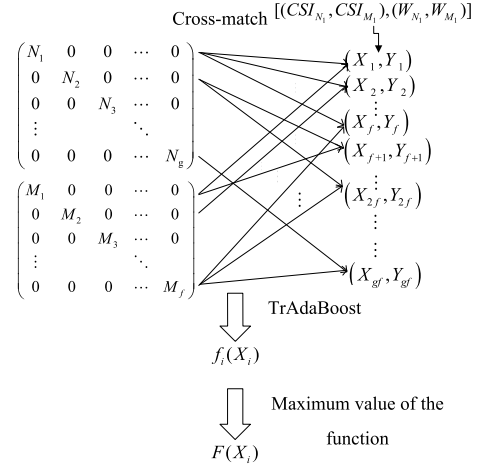 Cross-match [(CSI_{N_1}, CSI_{M_1}), (W_{N_1}, W_{M_1})]
N_1 0 0 ⋯ 0
0 N_2 0 ⋯ 0
0 0 N_3 ⋯ 0
⋮ ⋱
0 0 0 ⋯ N_g
M_1 0 0 ⋯ 0
0 M_2 0 ⋯ 0
0 0 M_3 ⋯ 0
⋮ ⋱
0 0 0 ⋯ M_f
(X_1, Y_1)
(X_2, Y_2)
⋮
(X_f, Y_f)
(X_{f+1}, Y_{f+1})
⋮
(X_{2f}, Y_{2f})
⋮
⋮
(X_{gf}, Y_{gf})
⋮
TrAdaBoost
f_i(X_i)
Maximum value of the
function
F(X_i)